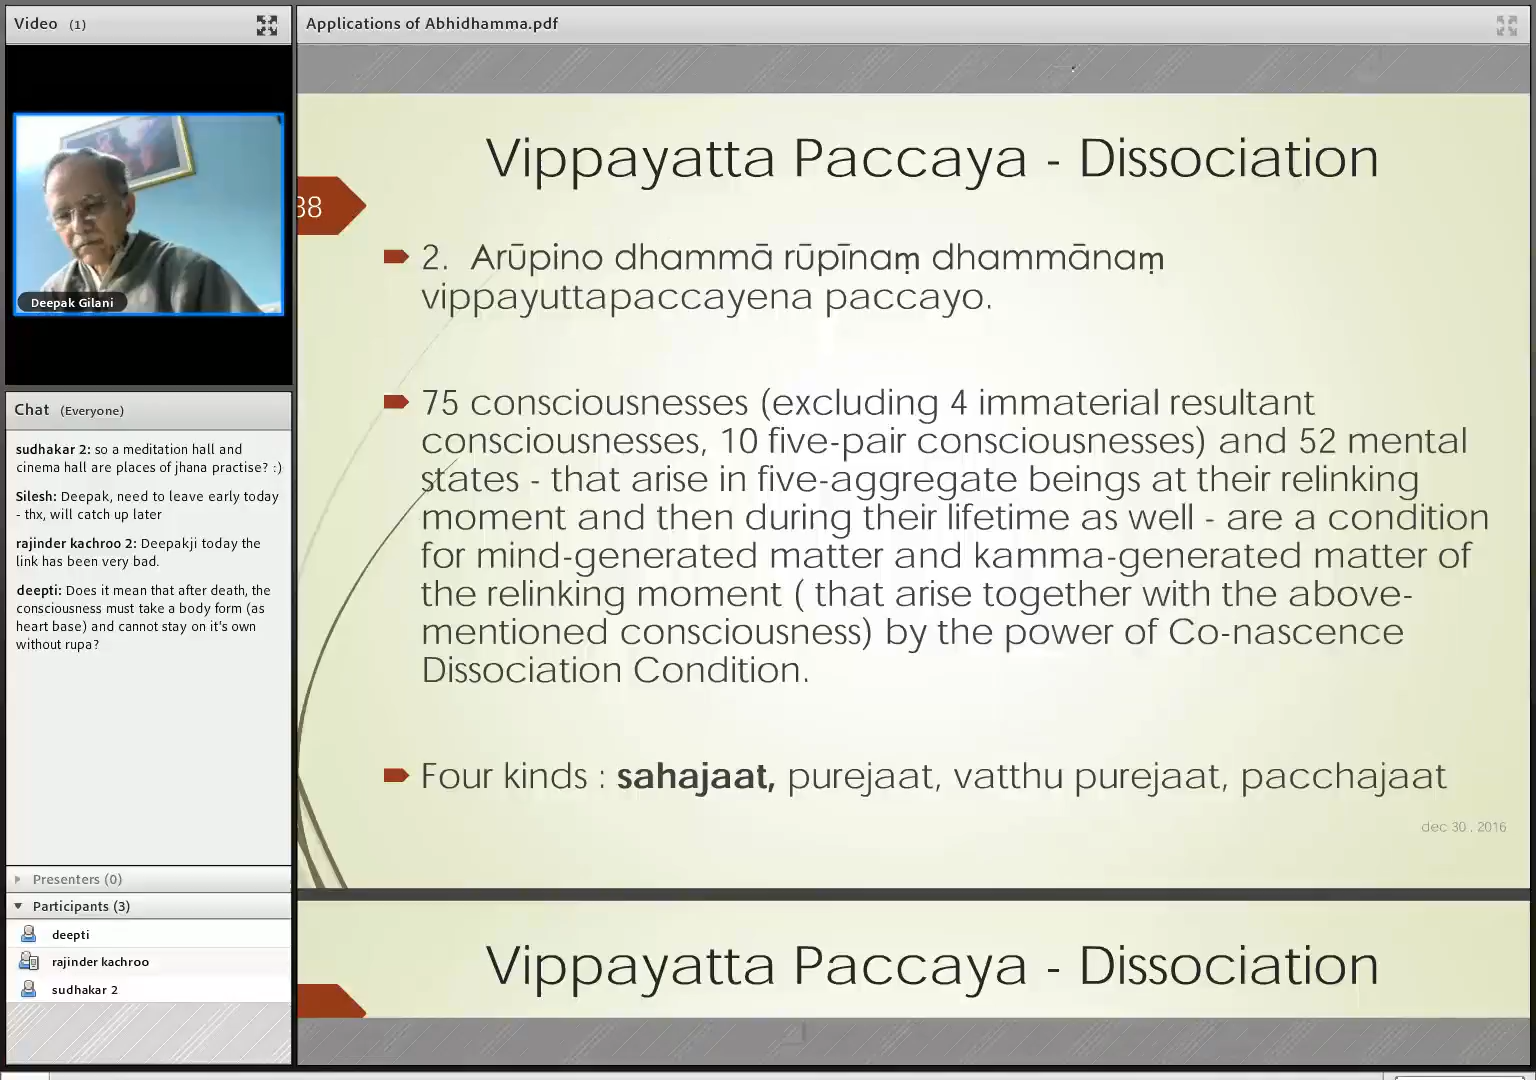 Video (1)
Deepak Gilani
Chat (Everyone)
sudhakar 2: so a meditation hall and
cinema hall are places of jhana practise? :)
Silesh: Deepak, need to leave early today
- thx, will catch up later
rajinder kachroo 2: Deepakji today the
link has been very bad.
deepti: Does it mean that after death, the
consciousness must take a body form (as
heart base) and cannot stay on it's own
without rupa?
Presenters (0)
Participants (3)
deepti
rajinder kachroo
sudhakar 2
Applications of Abhidhamma.pdf
Vippayatta Paccaya - Dissociation
38
2. Arūpino dhammā rūpīnaṃ dhammānaṃ
vippayuttapaccayena paccayo.
75 consciousnesses (excluding 4 immaterial resultant
consciousnesses, 10 five-pair consciousnesses) and 52 mental
states - that arise in five-aggregate beings at their relinking
moment and then during their lifetime as well - are a condition
for mind-generated matter and kamma-generated matter of
the relinking moment ( that arise together with the above-
mentioned consciousness) by the power of Co-nascence
Dissociation Condition.
Four kinds : sahajaat, purejaat, vatthu purejaat, pacchajaat
dec 30 , 2016
Vippayatta Paccaya - Dissociation